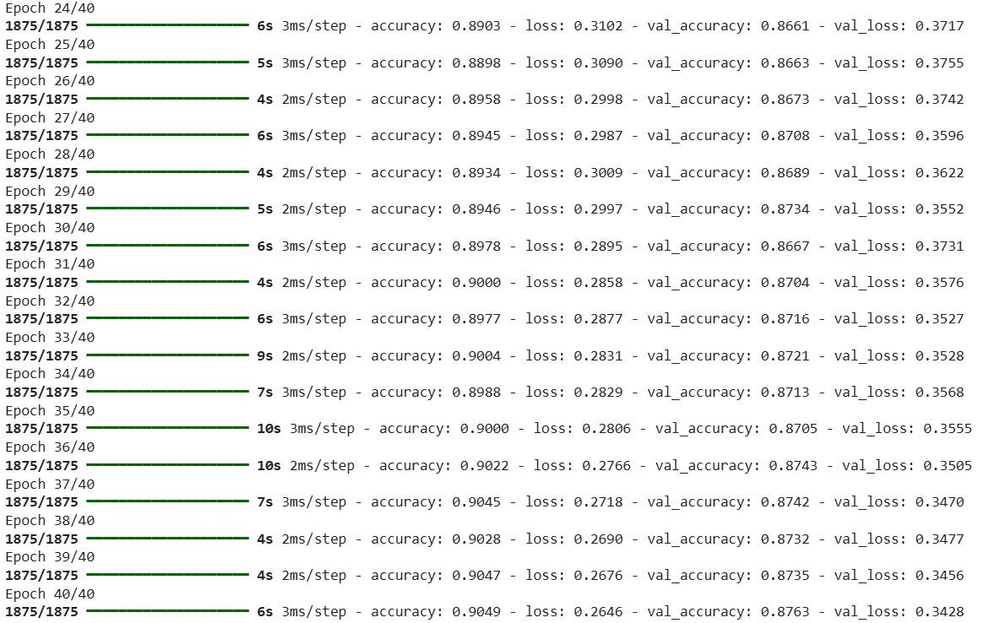 Epoch 24/40
1875/1875 ━━━━━━━━━━━━━━━━━━━━ 6s 3ms/step - accuracy: 0.8903 - loss: 0.3102 - val_accuracy: 0.8661 - val_loss: 0.3717
Epoch 25/40
1875/1875 ━━━━━━━━━━━━━━━━━━━━ 5s 3ms/step - accuracy: 0.8898 - loss: 0.3090 - val_accuracy: 0.8663 - val_loss: 0.3755
Epoch 26/40
1875/1875 ━━━━━━━━━━━━━━━━━━━━ 4s 2ms/step - accuracy: 0.8958 - loss: 0.2998 - val_accuracy: 0.8673 - val_loss: 0.3742
Epoch 27/40
1875/1875 ━━━━━━━━━━━━━━━━━━━━ 6s 3ms/step - accuracy: 0.8945 - loss: 0.2987 - val_accuracy: 0.8708 - val_loss: 0.3596
Epoch 28/40
1875/1875 ━━━━━━━━━━━━━━━━━━━━ 4s 2ms/step - accuracy: 0.8934 - loss: 0.3009 - val_accuracy: 0.8689 - val_loss: 0.3622
Epoch 29/40
1875/1875 ━━━━━━━━━━━━━━━━━━━━ 5s 2ms/step - accuracy: 0.8946 - loss: 0.2997 - val_accuracy: 0.8734 - val_loss: 0.3552
Epoch 30/40
1875/1875 ━━━━━━━━━━━━━━━━━━━━ 6s 3ms/step - accuracy: 0.8978 - loss: 0.2895 - val_accuracy: 0.8667 - val_loss: 0.3731
Epoch 31/40
1875/1875 ━━━━━━━━━━━━━━━━━━━━ 4s 2ms/step - accuracy: 0.9000 - loss: 0.2858 - val_accuracy: 0.8704 - val_loss: 0.3576
Epoch 32/40
1875/1875 ━━━━━━━━━━━━━━━━━━━━ 6s 3ms/step - accuracy: 0.8977 - loss: 0.2877 - val_accuracy: 0.8716 - val_loss: 0.3527
Epoch 33/40
1875/1875 ━━━━━━━━━━━━━━━━━━━━ 9s 2ms/step - accuracy: 0.9004 - loss: 0.2831 - val_accuracy: 0.8721 - val_loss: 0.3528
Epoch 34/40
1875/1875 ━━━━━━━━━━━━━━━━━━━━ 7s 3ms/step - accuracy: 0.8988 - loss: 0.2829 - val_accuracy: 0.8713 - val_loss: 0.3568
Epoch 35/40
1875/1875 ━━━━━━━━━━━━━━━━━━━━ 10s 3ms/step - accuracy: 0.9000 - loss: 0.2806 - val_accuracy: 0.8705 - val_loss: 0.3555
Epoch 36/40
1875/1875 ━━━━━━━━━━━━━━━━━━━━ 10s 2ms/step - accuracy: 0.9022 - loss: 0.2766 - val_accuracy: 0.8743 - val_loss: 0.3505
Epoch 37/40
1875/1875 ━━━━━━━━━━━━━━━━━━━━ 7s 3ms/step - accuracy: 0.9045 - loss: 0.2718 - val_accuracy: 0.8742 - val_loss: 0.3470
Epoch 38/40
1875/1875 ━━━━━━━━━━━━━━━━━━━━ 4s 2ms/step - accuracy: 0.9028 - loss: 0.2690 - val_accuracy: 0.8732 - val_loss: 0.3477
Epoch 39/40
1875/1875 ━━━━━━━━━━━━━━━━━━━━ 4s 2ms/step - accuracy: 0.9047 - loss: 0.2676 - val_accuracy: 0.8735 - val_loss: 0.3456
Epoch 40/40
1875/1875 ━━━━━━━━━━━━━━━━━━━━ 6s 3ms/step - accuracy: 0.9049 - loss: 0.2646 - val_accuracy: 0.8763 - val_loss: 0.3428